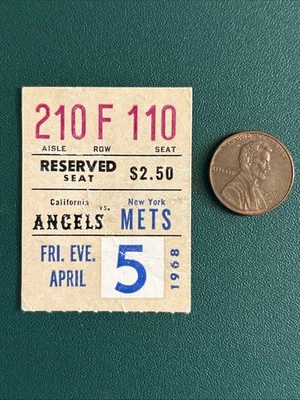 210 F 110
AISLE ROW SEAT
RESERVED SEAT $2.50
California vs. New York
ANGELS METS
FRI. EVE. APRIL 5 1968